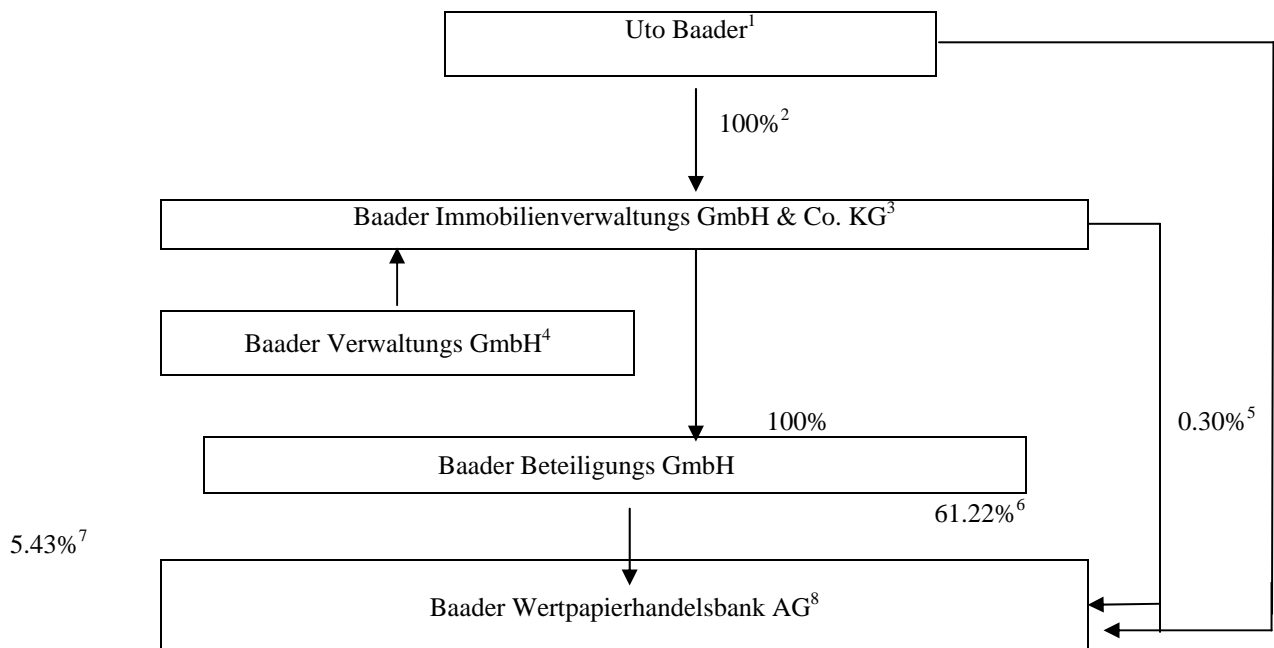 Uto Baader1
100%2
Baader Immobilienverwaltungs GmbH & Co. KG3
Baader Verwaltungs GmbH4
100%
0.30%5
Baader Beteiligungs GmbH
61.22%6
5.43%7
Baader Wertpapierhandelsbank AG8